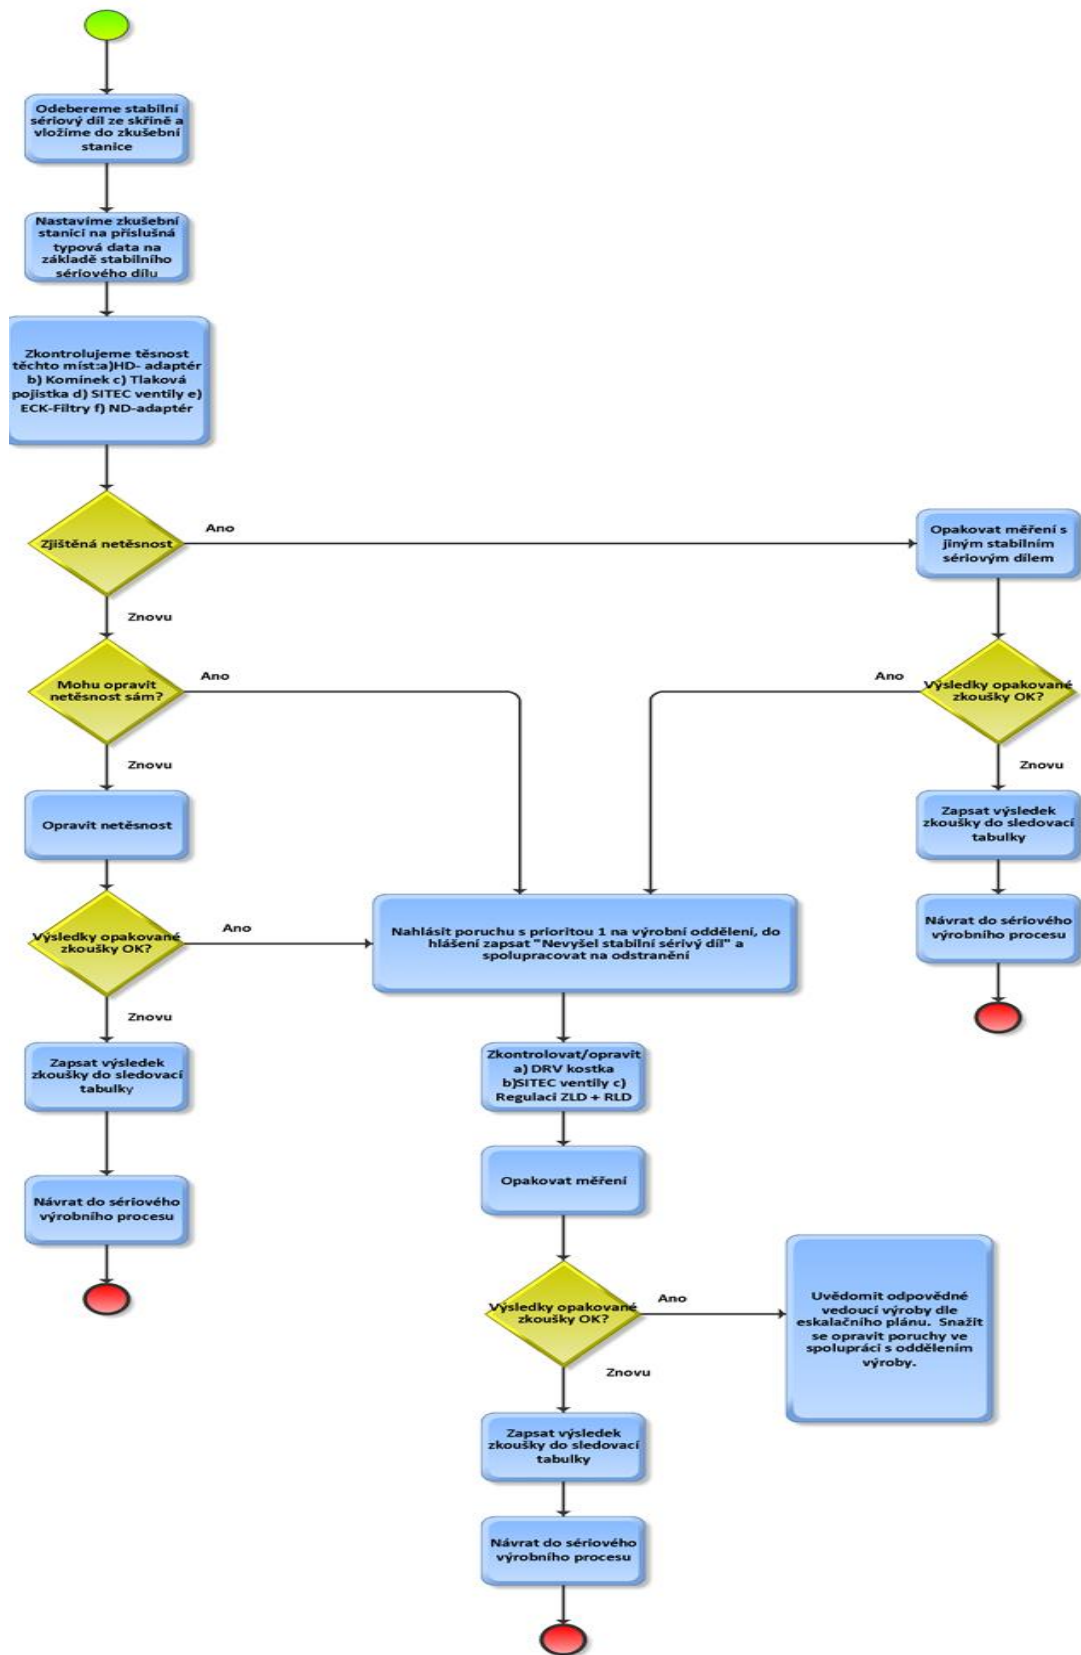 Odebereme stabilní
sériový díl ze skříně a
vložíme do zkušební
stanice
Nastavíme zkušební
stanici na příslušná
typová data na
základě stabilního
sériového dílu
Zkontrolujeme těsnost
těchto míst:a)HD- adaptér
b) Komínek c) Tlaková
pojistka d) SITEC ventily e)
ECK-Filtry f) ND-adaptér
Zjištěná netěsnost
Ano
Opakovat měření s
jiným stabilním
sériovým dílem
Znovu
Mohu opravit
netěsnost sám?
Ano
Ano
Výsledky opakované
zkoušky OK?
Znovu
Znovu
Opravit netěsnost
Zapsat výsledek
zkoušky do sledovací
tabulky
Výsledky opakované
zkoušky OK?
Ano
Nahlásit poruchu s prioritou 1 na výrobní oddělení, do
hlášení zapsat "Nevyšel stabilní sérivý díl" a
spolupracovat na odstranění
Návrat do sériového
výrobního procesu
Znovu
Zapsat výsledek
zkoušky do sledovací
tabulky
Zkontrolovat/opravit
a) DRV kostka
b)SITEC ventily c)
Regulaci ZLD + RLD
Návrat do sériového
výrobního procesu
Opakovat měření
Výsledky opakované
zkoušky OK?
Ano
Uvědomit odpovědné
vedoucí výroby dle
eskalačního plánu. Snažít
se opravit poruchy ve
spolupráci s oddělením
výroby.
Znovu
Zapsat výsledek
zkoušky do sledovací
tabulky
Návrat do sériového
výrobního procesu